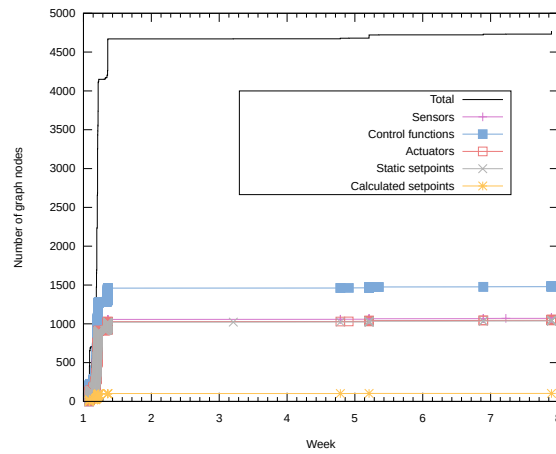 5000
4500
4000
3500
3000
2500
2000
1500
1000
500
0
Number of graph nodes
Total
Sensors
Control functions
Actuators
Static setpoints
Calculated setpoints
1 2 3 4 5 6 7 8
Week